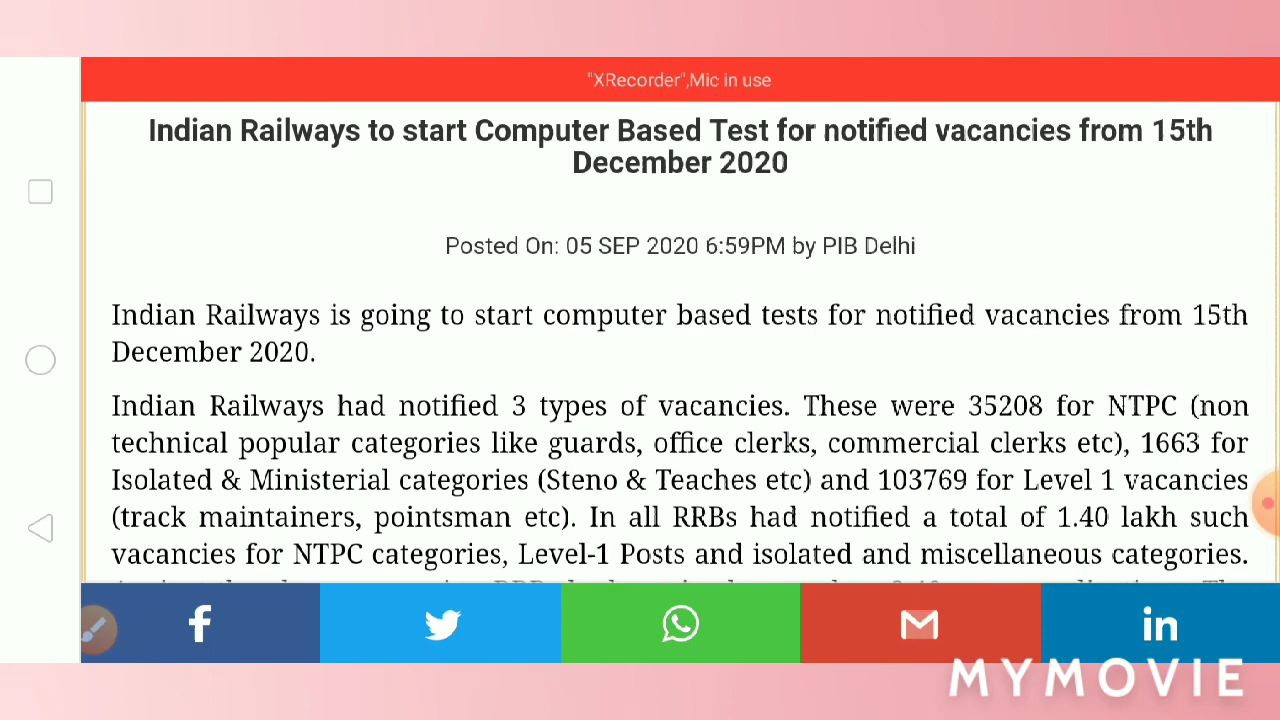 "XRecorder",Mic in use
Indian Railways to start Computer Based Test for notified vacancies from 15th
December 2020
Posted On: 05 SEP 2020 6:59PM by PIB Delhi
Indian Railways is going to start computer based tests for notified vacancies from 15th
December 2020.
Indian Railways had notified 3 types of vacancies. These were 35208 for NTPC (non
technical popular categories like guards, office clerks, commercial clerks etc), 1663 for
Isolated & Ministerial categories (Steno & Teaches etc) and 103769 for Level 1 vacancies
(track maintainers, pointsman etc). In all RRBs had notified a total of 1.40 lakh such
vacancies for NTPC categories, Level-1 Posts and isolated and miscellaneous categories.
f
in
MYMOVIE